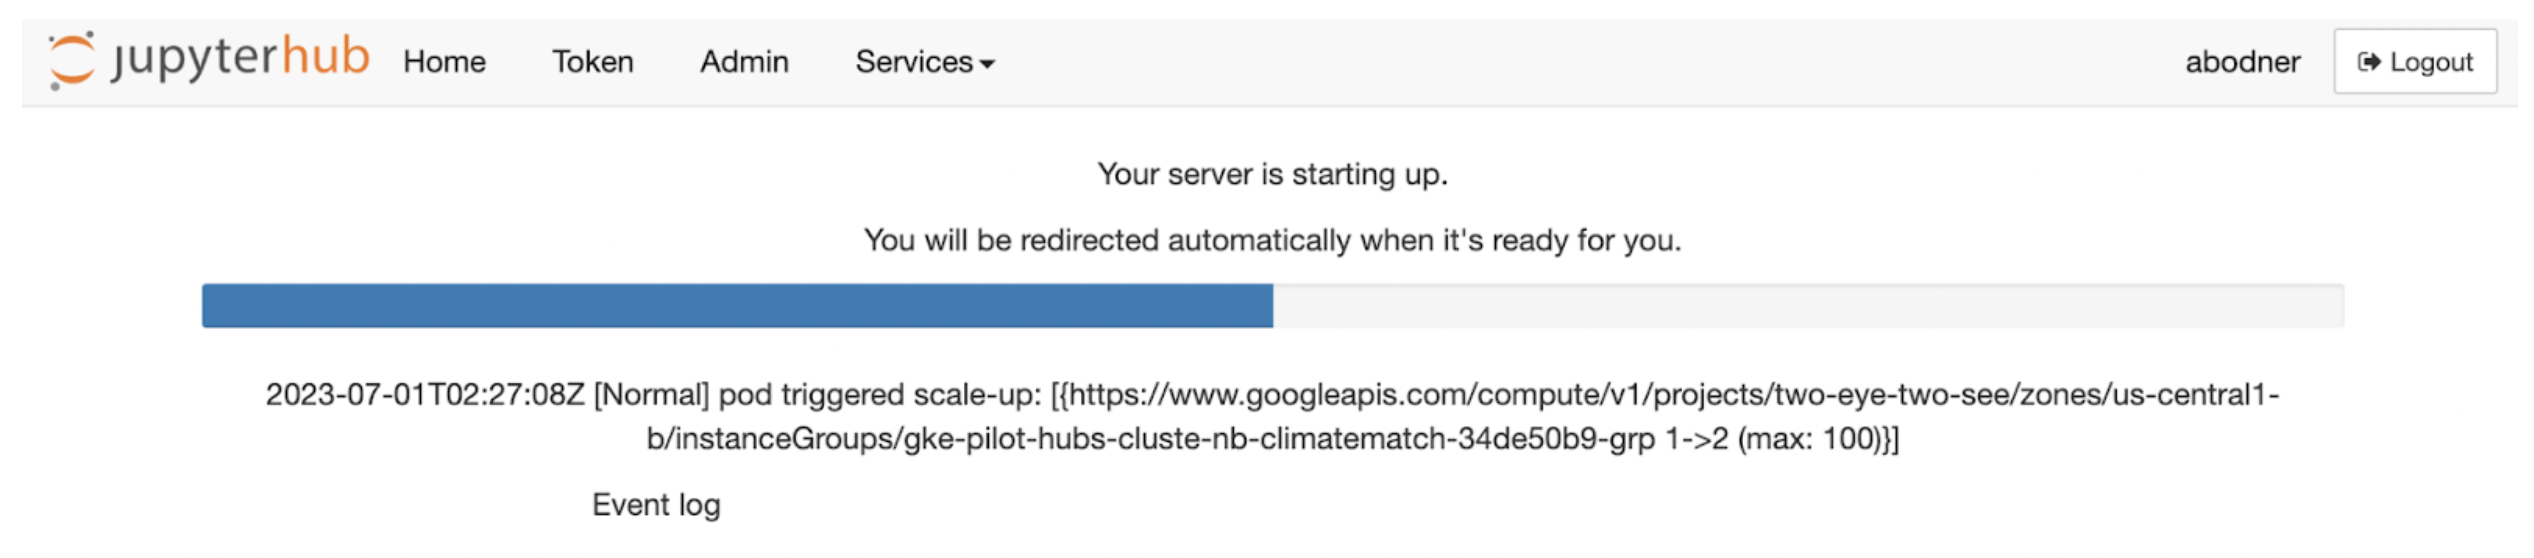 jupyterhub Home Token Admin Services abodner Logout
Your server is starting up.
You will be redirected automatically when it's ready for you.
2023-07-01T02:27:08Z [Normal] pod triggered scale-up: [{https://www.googleapis.com/compute/v1/projects/two-eye-two-see/zones/us-central1-
b/instanceGroups/gke-pilot-hubs-cluste-nb-climatematch-34de50b9-grp 1->2 (max: 100)}]
Event log